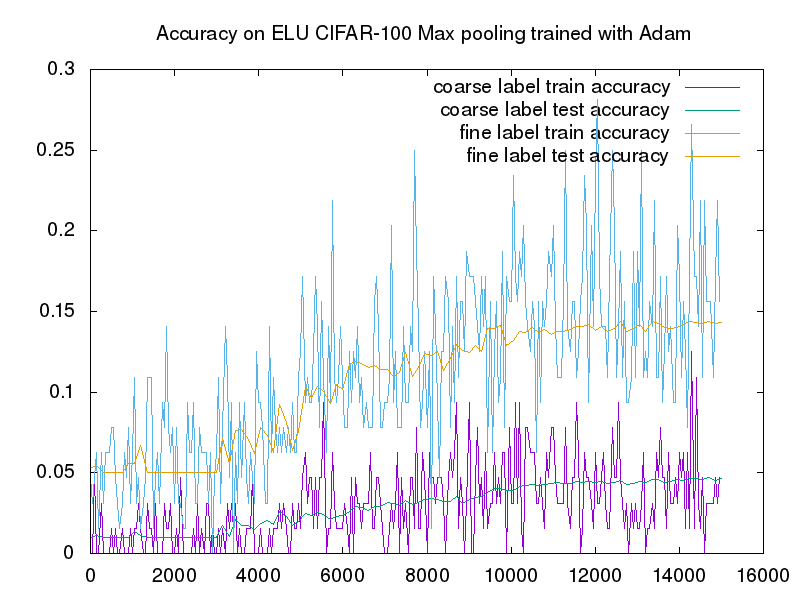 Accuracy on ELU CIFAR-100 Max pooling trained with Adam
0.3
coarse label train accuracy
coarse label test accuracy
fine label train accuracy
fine label test accuracy
0.25
0.2
0.15
0.1
0.05
0
0 2000 4000 6000 8000 10000 12000 14000 16000